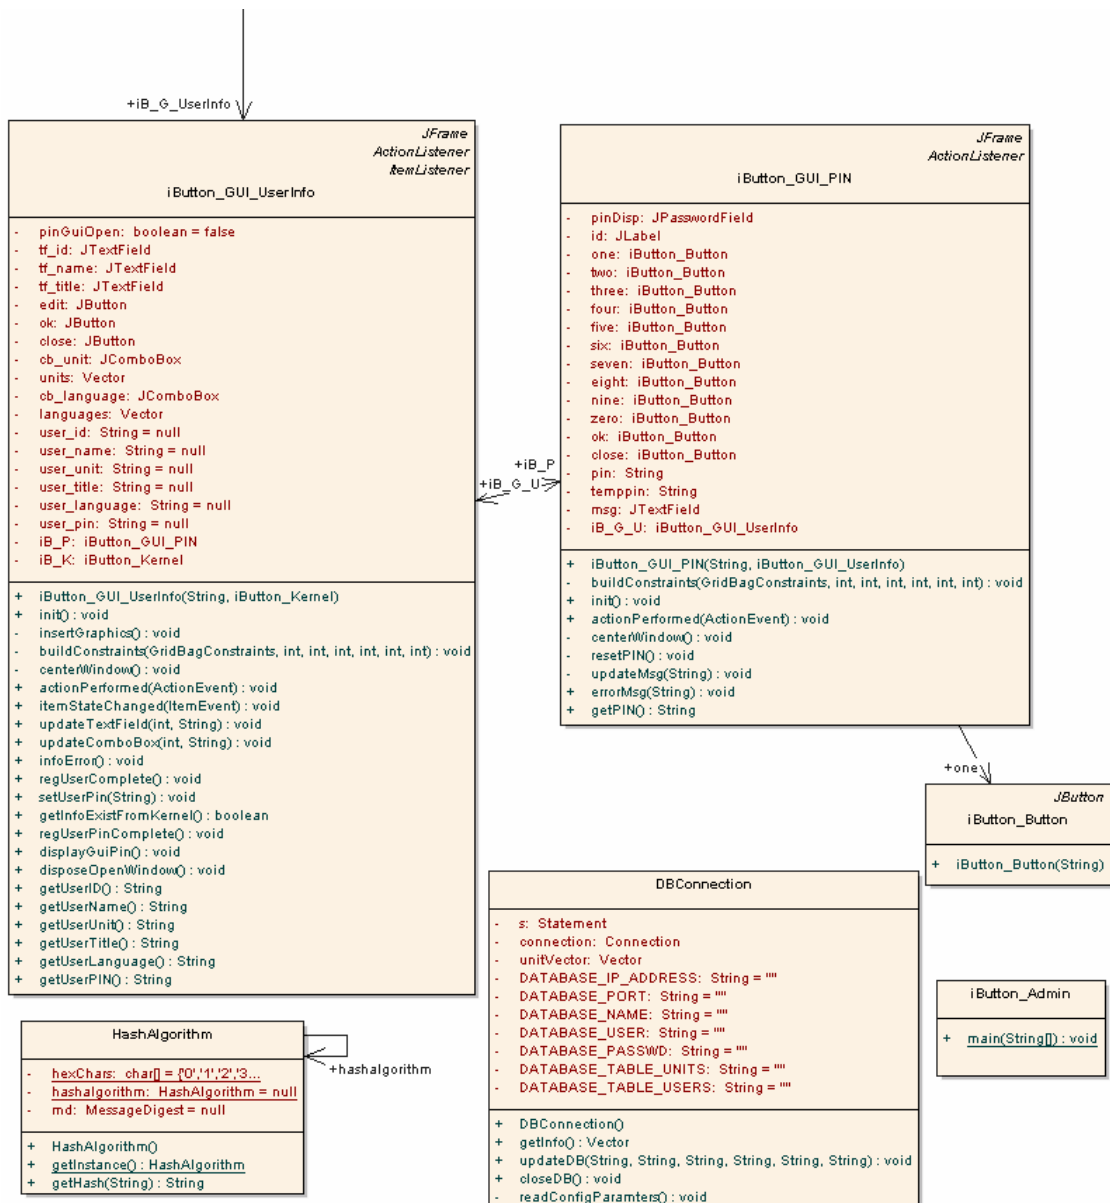 +iB_G_UserInfo
JFrame
ActionListener
ItemListener
iButton_GUI_UserInfo
- pinGuiOpen: boolean = false
- tf_id: JTextField
- tf_name: JTextField
- tf_title: JTextField
- edit: JButton
- ok: JButton
- close: JButton
- cb_unit: JComboBox
- units: Vector
- cb_language: JComboBox
- languages: Vector
- user_id: String = null
- user_name: String = null
- user_unit: String = null
- user_title: String = null
- user_language: String = null
- user_pin: String = null
- iB_P: iButton_GUI_PIN
- iB_K: iButton_Kernel
+ iButton_GUI_UserInfo(String, iButton_Kernel)
+ init() : void
- insertGraphics() : void
- buildConstraints(GridBagConstraints, int, int, int, int, int, int) : void
- centerWindow() : void
+ actionPerformed(ActionEvent) : void
+ itemStateChanged(ItemEvent) : void
+ updateTextField(int, String) : void
+ updateComboBox(int, String) : void
+ infoError() : void
+ regUserComplete() : void
+ setUserPin(String) : void
+ getInfoExistFromKernel() : boolean
+ regUserPinComplete() : void
+ displayGuiPin() : void
+ disposeOpenWindow() : void
+ getUserID() : String
+ getUserName() : String
+ getUserUnit() : String
+ getUserTitle() : String
+ getUserLanguage() : String
+ getUserPIN() : String
+iB_P
+iB_G_U
JFrame
ActionListener
iButton_GUI_PIN
- pinDisp: JPasswordField
- id: JLabel
- one: iButton_Button
- two: iButton_Button
- three: iButton_Button
- four: iButton_Button
- five: iButton_Button
- six: iButton_Button
- seven: iButton_Button
- eight: iButton_Button
- nine: iButton_Button
- zero: iButton_Button
- ok: iButton_Button
- close: iButton_Button
- pin: String
- temppin: String
- msg: JTextField
- iB_G_U: iButton_GUI_UserInfo
+ iButton_GUI_PIN(String, iButton_GUI_UserInfo)
- buildConstraints(GridBagConstraints, int, int, int, int, int, int) : void
+ init() : void
+ actionPerformed(ActionEvent) : void
- centerWindow() : void
- resetPIN() : void
- updateMsg(String) : void
+ errorMsg(String) : void
+ getPIN() : String
+one
JButton
iButton_Button
+ iButton_Button(String)
DBConnection
- s: Statement
- connection: Connection
- unitVector: Vector
- DATABASE_IP_ADDRESS: String = ""
- DATABASE_PORT: String = ""
- DATABASE_NAME: String = ""
- DATABASE_USER: String = ""
- DATABASE_PASSWD: String = ""
- DATABASE_TABLE_UNITS: String = ""
- DATABASE_TABLE_USERS: String = ""
+ DBConnection()
+ getInfo() : Vector
+ updateDB(String, String, String, String, String, String) : void
+ closeDB() : void
- readConfigParamters() : void
iButton_Admin
+ main(String[]) : void
HashAlgorithm
- hexChars: char[] = {'0','1','2','3...
- hashalgorithm: HashAlgorithm = null
- md: MessageDigest = null
+ HashAlgorithm()
+ getInstance() : HashAlgorithm
+ getHash(String) : String
+hashalgorithm